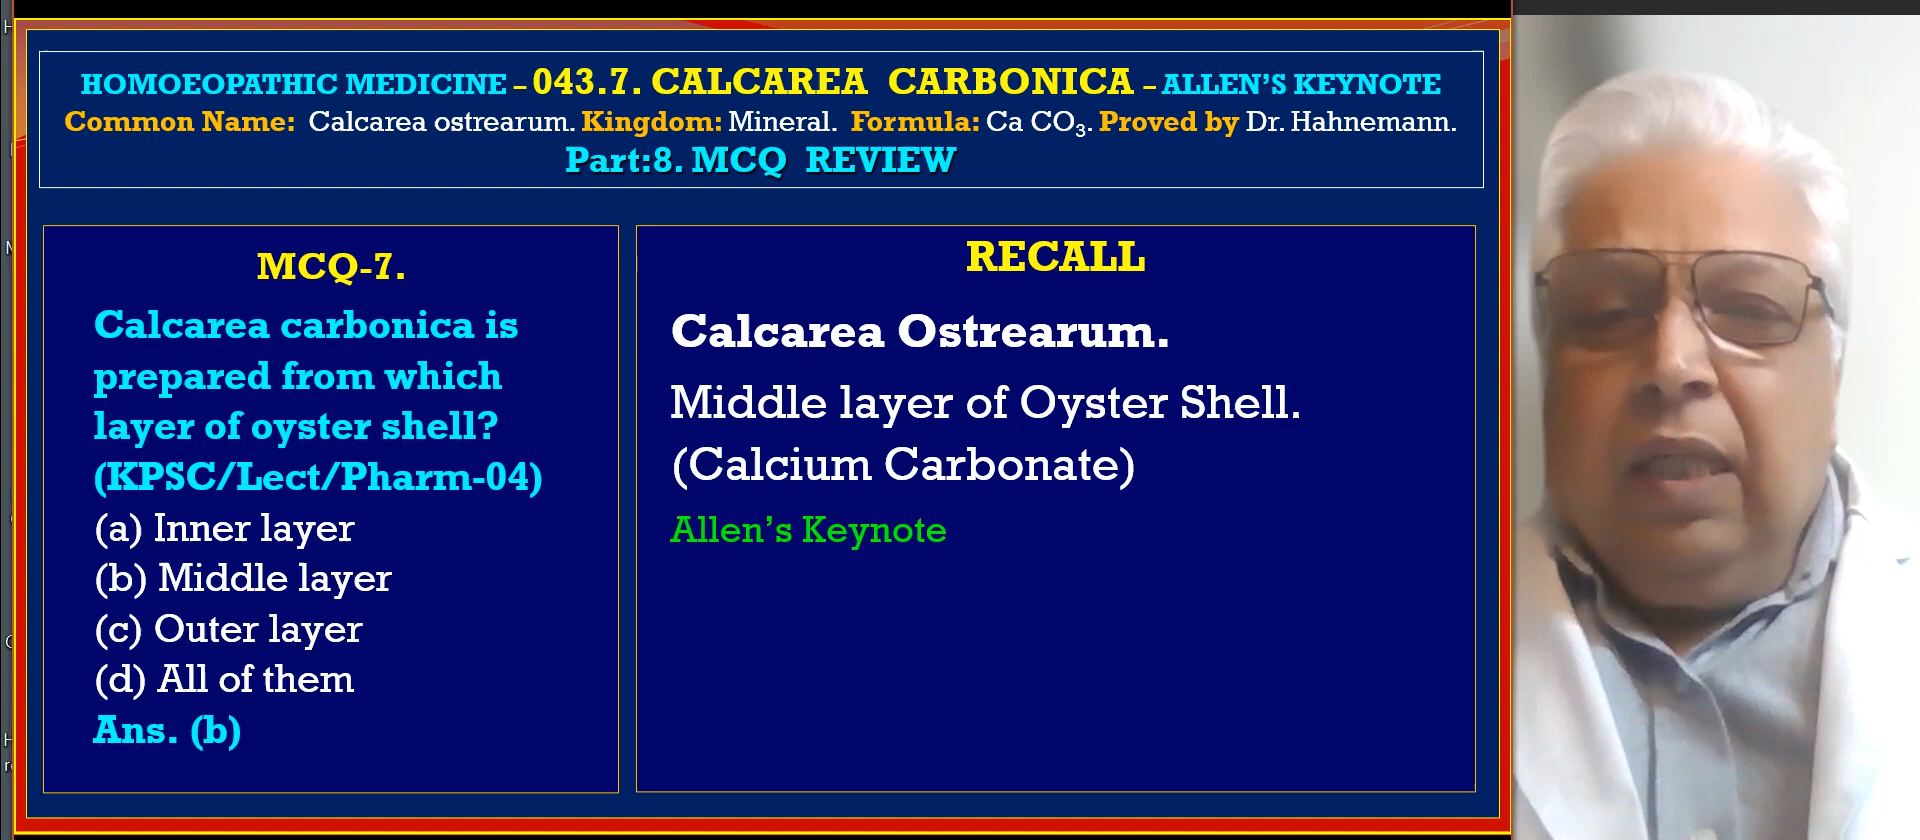 HOMOEOPATHIC MEDICINE – 043.7. CALCAREA CARBONICA – ALLEN'S KEYNOTE
Common Name: Calcarea ostrearum. Kingdom: Mineral. Formula: Ca CO₃. Proved by Dr. Hahnemann.
Part:8. MCQ REVIEW
MCQ-7.
Calcarea carbonica is
prepared from which
layer of oyster shell?
(KPSC/Lect/Pharm-04)
(a) Inner layer
(b) Middle layer
(c) Outer layer
(d) All of them
Ans. (b)
RECALL
Calcarea Ostrearum.
Middle layer of Oyster Shell.
(Calcium Carbonate)
Allen's Keynote